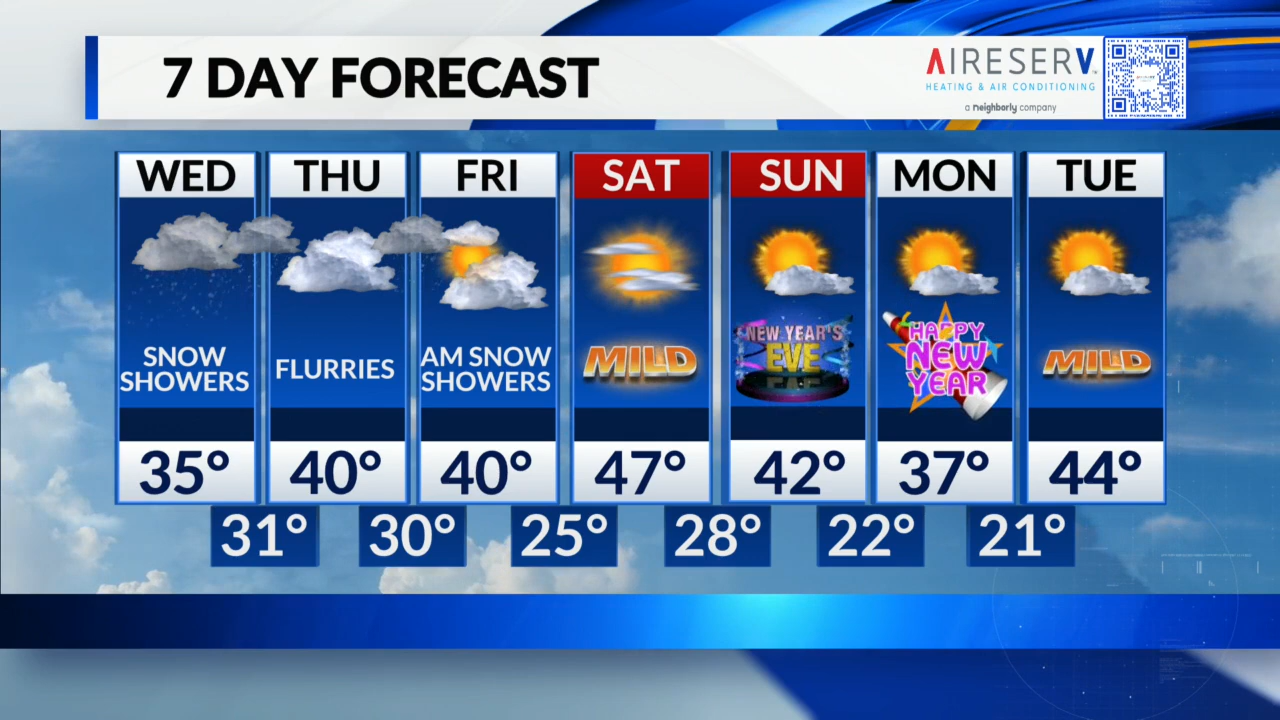 7 DAY FORECAST
AIRESERV
HEATING & AIR CONDITIONING
a neighborly company
WED THU FRI SAT SUN MON TUE
SNOW SHOWERS
FLURRIES
AM SNOW SHOWERS
MILD
NEW YEAR'S
EVE
HAPPY
NEW
YEAR
MILD
35° 40° 40° 47° 42° 37° 44°
31° 30° 25° 28° 22° 21°